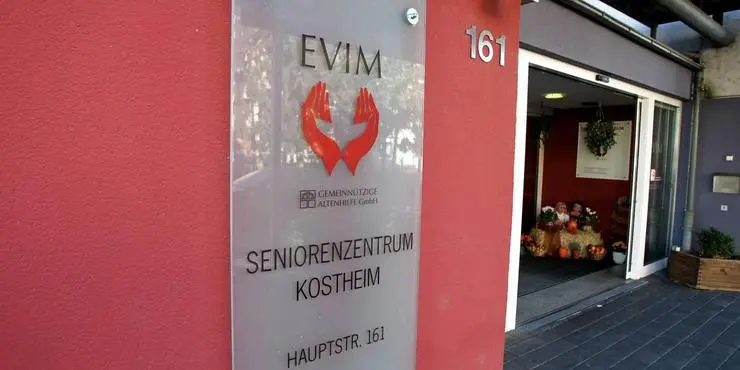 EVIM
GEMEINNÜTZIGE
ALTENHILFE GmbH
SENIORENZENTRUM
KOSTHEIM
HAUPTSTR. 161
161